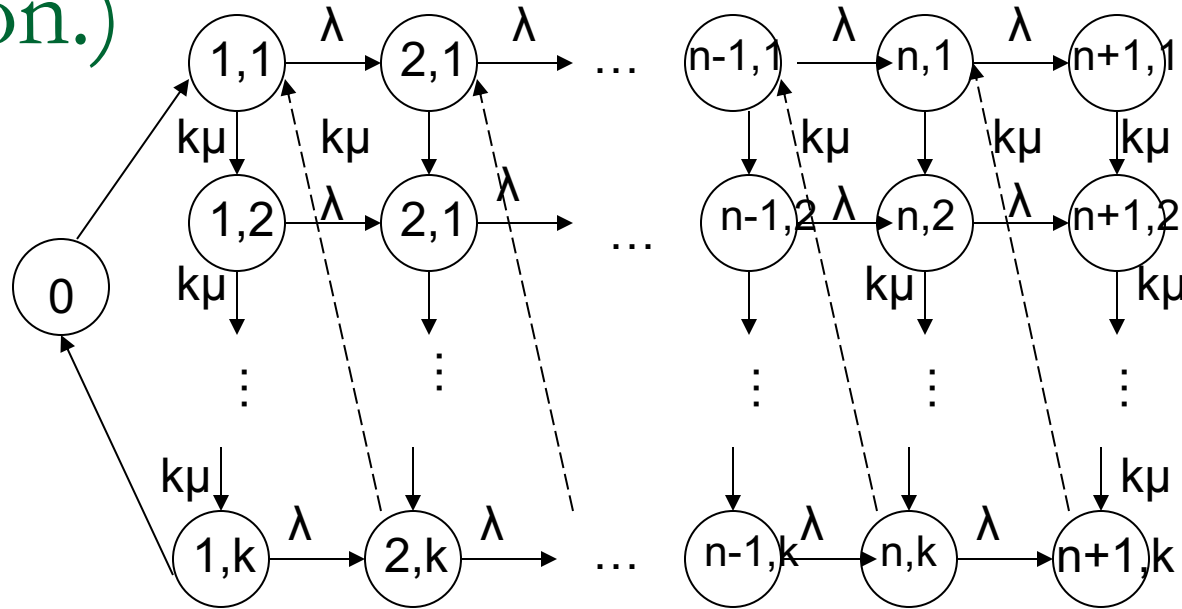 on.)
λ λ λ λ
1,1 2,1 … n-1,1 n,1 n+1,1
kμ kμ kμ kμ kμ
λ λ λ λ
1,2 2,1 … n-1,2 n,2 n+1,2
0 kμ kμ kμ
⋮ ⋮ ⋮ ⋮ ⋮
kμ kμ
λ λ λ λ
1,k 2,k … n-1,k n,k n+1,k